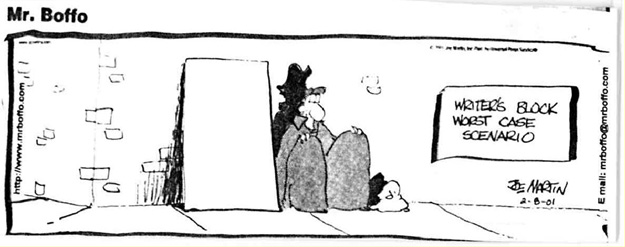 Mr. Boffo
http://www.mrboffo.com
WRITER'S BLOCK
WORST CASE
SCENARIO
JOE MARTIN
2-8-01
E mail: mrboffo@mrboffo.com